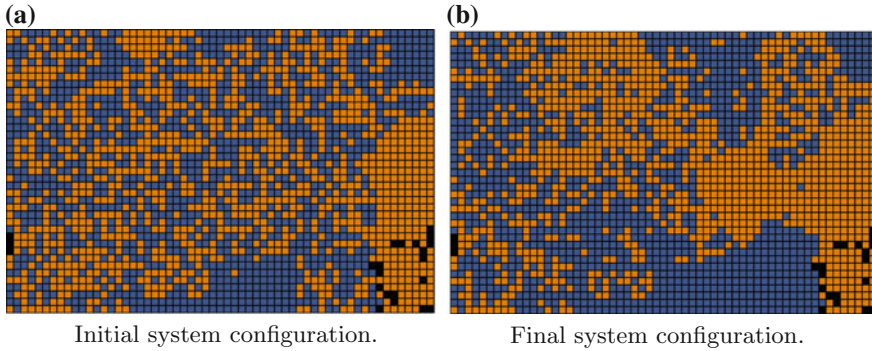 (a)
(b)
Initial system configuration.
Final system configuration.